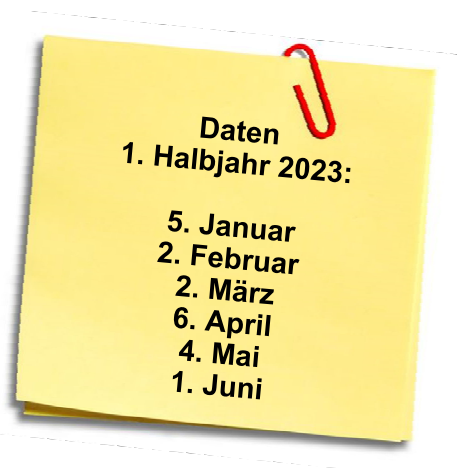 Daten
1. Halbjahr 2023:
5. Januar
2. Februar
2. März
6. April
4. Mai
1. Juni